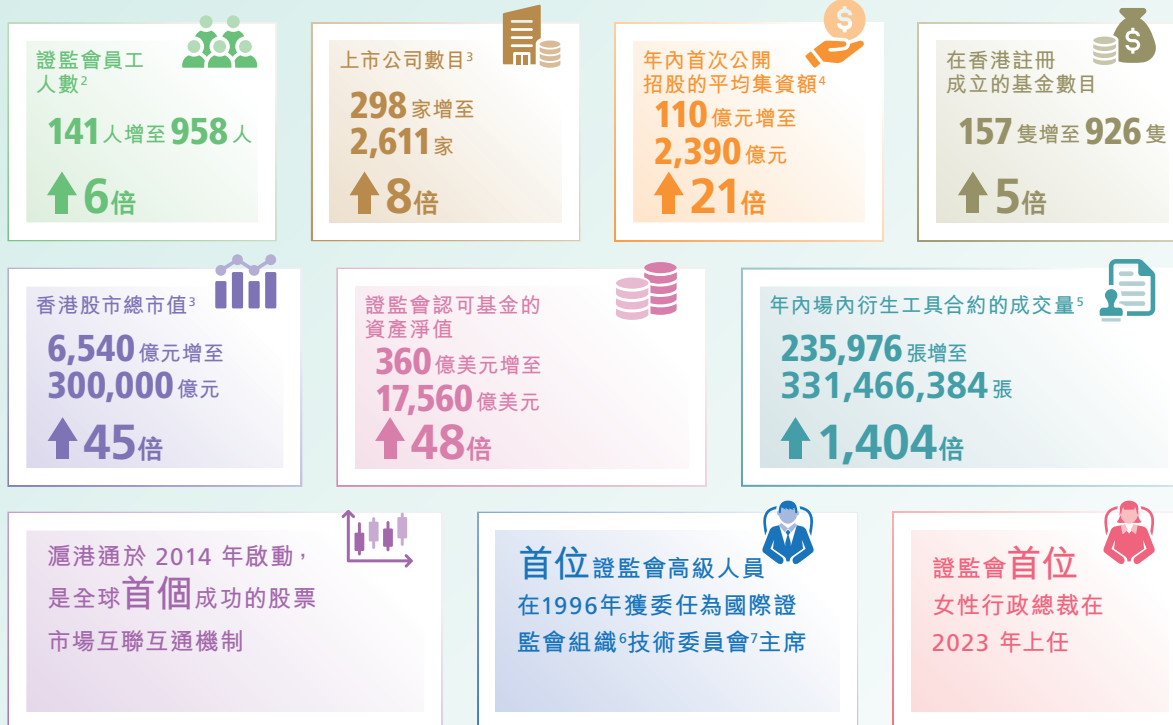 證監會員工
人數2
141人增至958人
6倍
上市公司數目3
298家增至
2,611家
8倍
年內首次公開
招股的平均集資額4
110億元增至
2,390億元
21倍
在香港註冊
成立的基金數目
157隻增至926隻
5倍
香港股市總市值3
6,540億元增至
300,000億元
45倍
證監會認可基金的
資產淨值
360億美元增至
17,560億美元
48倍
年內場內衍生工具合約的成交量5
235,976張增至
331,466,384張
1,404倍
滬港通於 2014 年啟動，
是全球首個成功的股票
市場互聯互通機制
首位證監會高級人員
在1996年獲委任為國際證
監會組織6技術委員會7主席
證監會首位
女性行政總裁在
2023 年上任